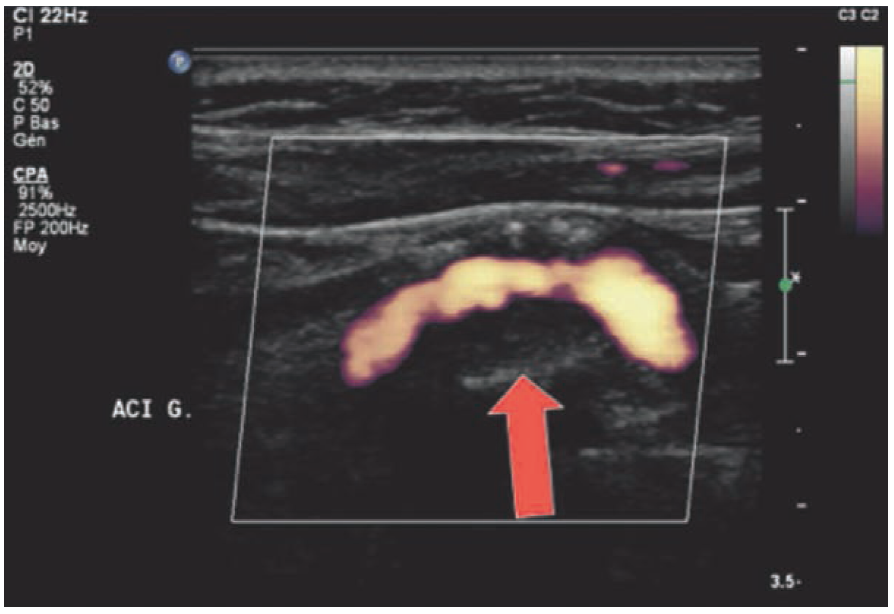 CI 22Hz
P1
2D
52%
C 50
P Bas
Gén
CPA
91%
2500Hz
FP 200Hz
Moy
C3 C2
P
ACI G.
3.5